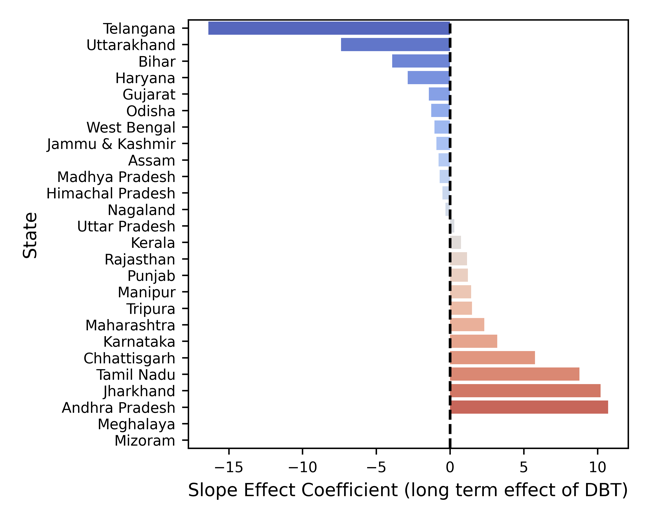 Telangana
Uttarakhand
Bihar
Haryana
Gujarat
Odisha
West Bengal
Jammu & Kashmir
Assam
Madhya Pradesh
Himachal Pradesh
Nagaland
Uttar Pradesh
Kerala
Rajasthan
Punjab
Manipur
Tripura
Maharashtra
Karnataka
Chhattisgarh
Tamil Nadu
Jharkhand
Andhra Pradesh
Meghalaya
Mizoram
State
−15 −10 −5 0 5 10
Slope Effect Coefficient (long term effect of DBT)